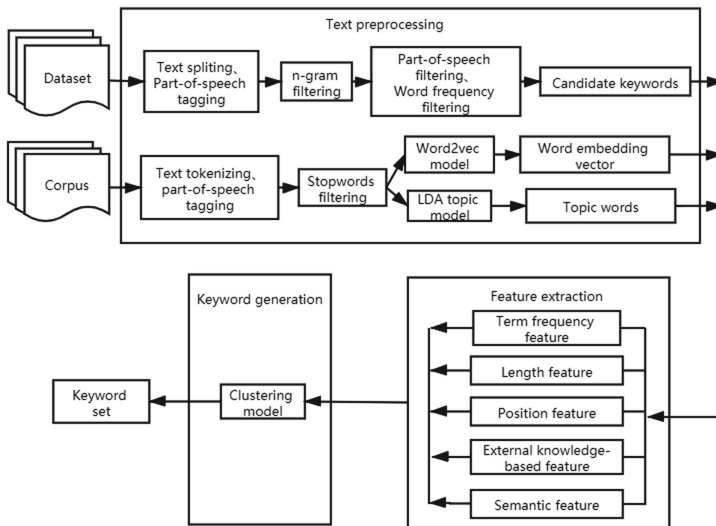 Text preprocessing
Dataset
Text spliting、
Part-of-speech
tagging
n-gram
filtering
Part-of-speech
filtering、
Word frequency
filtering
Candidate keywords
Corpus
Text tokenizing、
part-of-speech
tagging
Stopwords
filtering
Word2vec
model
Word embedding
vector
LDA topic
model
Topic words
Keyword generation
Feature extraction
Term frequency
feature
Length feature
Keyword
set
Clustering
model
Position feature
External knowledge-
based feature
Semantic feature